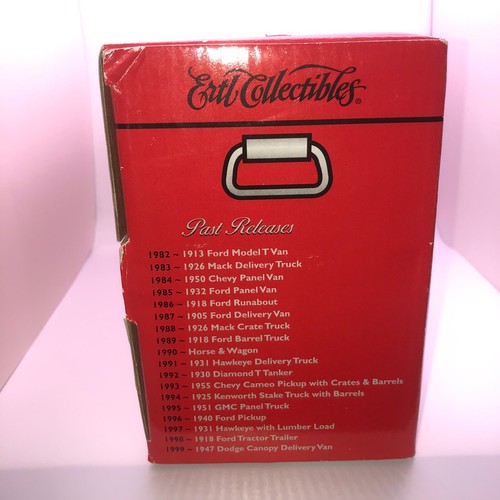 Ertl Collectibles®
Past Releases
1982 ~ 1913 Ford Model T Van
1983 ~ 1926 Mack Delivery Truck
1984 ~ 1950 Chevy Panel Van
1985 ~ 1932 Ford Panel Van
1986 ~ 1918 Ford Runabout
1987 ~ 1905 Ford Delivery Van
1988 ~ 1926 Mack Crate Truck
1989 ~ 1918 Ford Barrel Truck
1990 ~ Horse & Wagon
1991 ~ 1931 Hawkeye Delivery Truck
1992 ~ 1930 Diamond T Tanker
1993 ~ 1955 Chevy Cameo Pickup with Crates & Barrels
1994 ~ 1925 Kenworth Stake Truck with Barrels
1995 ~ 1951 GMC Panel Truck
1996 ~ 1940 Ford Pickup
1997 ~ 1931 Hawkeye with Lumber Load
1998 ~ 1918 Ford Tractor Trailer
1999 ~ 1947 Dodge Canopy Delivery Van